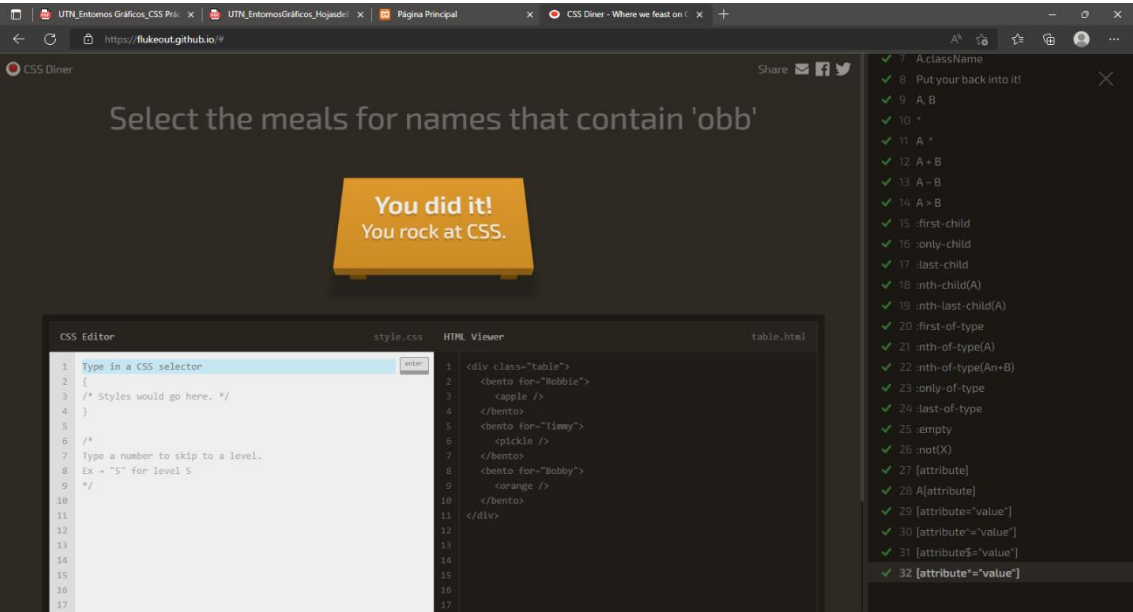 UTN_Entornos Gráficos_CSS Prác
UTN_EntornosGráficos_Hojasdel
Página Principal
CSS Diner - Where we feast on C
https://flukeout.github.io/#
CSS Diner
Share
Select the meals for names that contain 'obb'
You did it!
You rock at CSS.
CSS Editor
style.css
HTML Viewer
table.html
1 Type in a CSS selector
enter
2 {
3 /* Styles would go here. */
4 }
5
6 /*
7 Type a number to skip to a level.
8 Ex → "5" for level 5
9 */
10
11
12
13
14
15
16
17
1 <div class="table">
2 <bento for="Robbie">
3 <apple />
4 </bento>
5 <bento for="Timmy">
6 <pickle />
7 </bento>
8 <bento for="Bobby">
9 <orange />
10 </bento>
11 </div>
12
13
14
15
16
17
7 A.className
8 Put your back into it!
9 A, B
10 *
11 A *
12 A + B
13 A ~ B
14 A > B
15 :first-child
16 :only-child
17 :last-child
18 :nth-child(A)
19 :nth-last-child(A)
20 :first-of-type
21 :nth-of-type(A)
22 :nth-of-type(An+B)
23 :only-of-type
24 :last-of-type
25 :empty
26 :not(X)
27 [attribute]
28 A[attribute]
29 [attribute="value"]
30 [attribute^="value"]
31 [attribute$="value"]
32 [attribute*="value"]